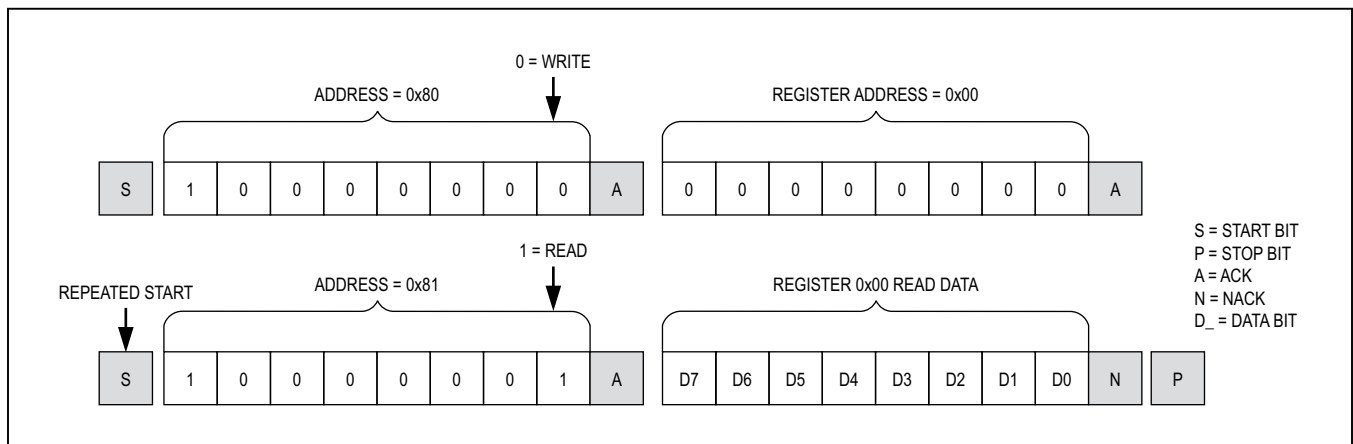 0 = WRITE
ADDRESS = 0x80
REGISTER ADDRESS = 0x00
S 1 0 0 0 0 0 0 0 A 0 0 0 0 0 0 0 0 A
1 = READ
REPEATED START
ADDRESS = 0x81
REGISTER 0x00 READ DATA
S 1 0 0 0 0 0 0 1 A D7 D6 D5 D4 D3 D2 D1 D0 N P
S = START BIT
P = STOP BIT
A = ACK
N = NACK
D_ = DATA BIT